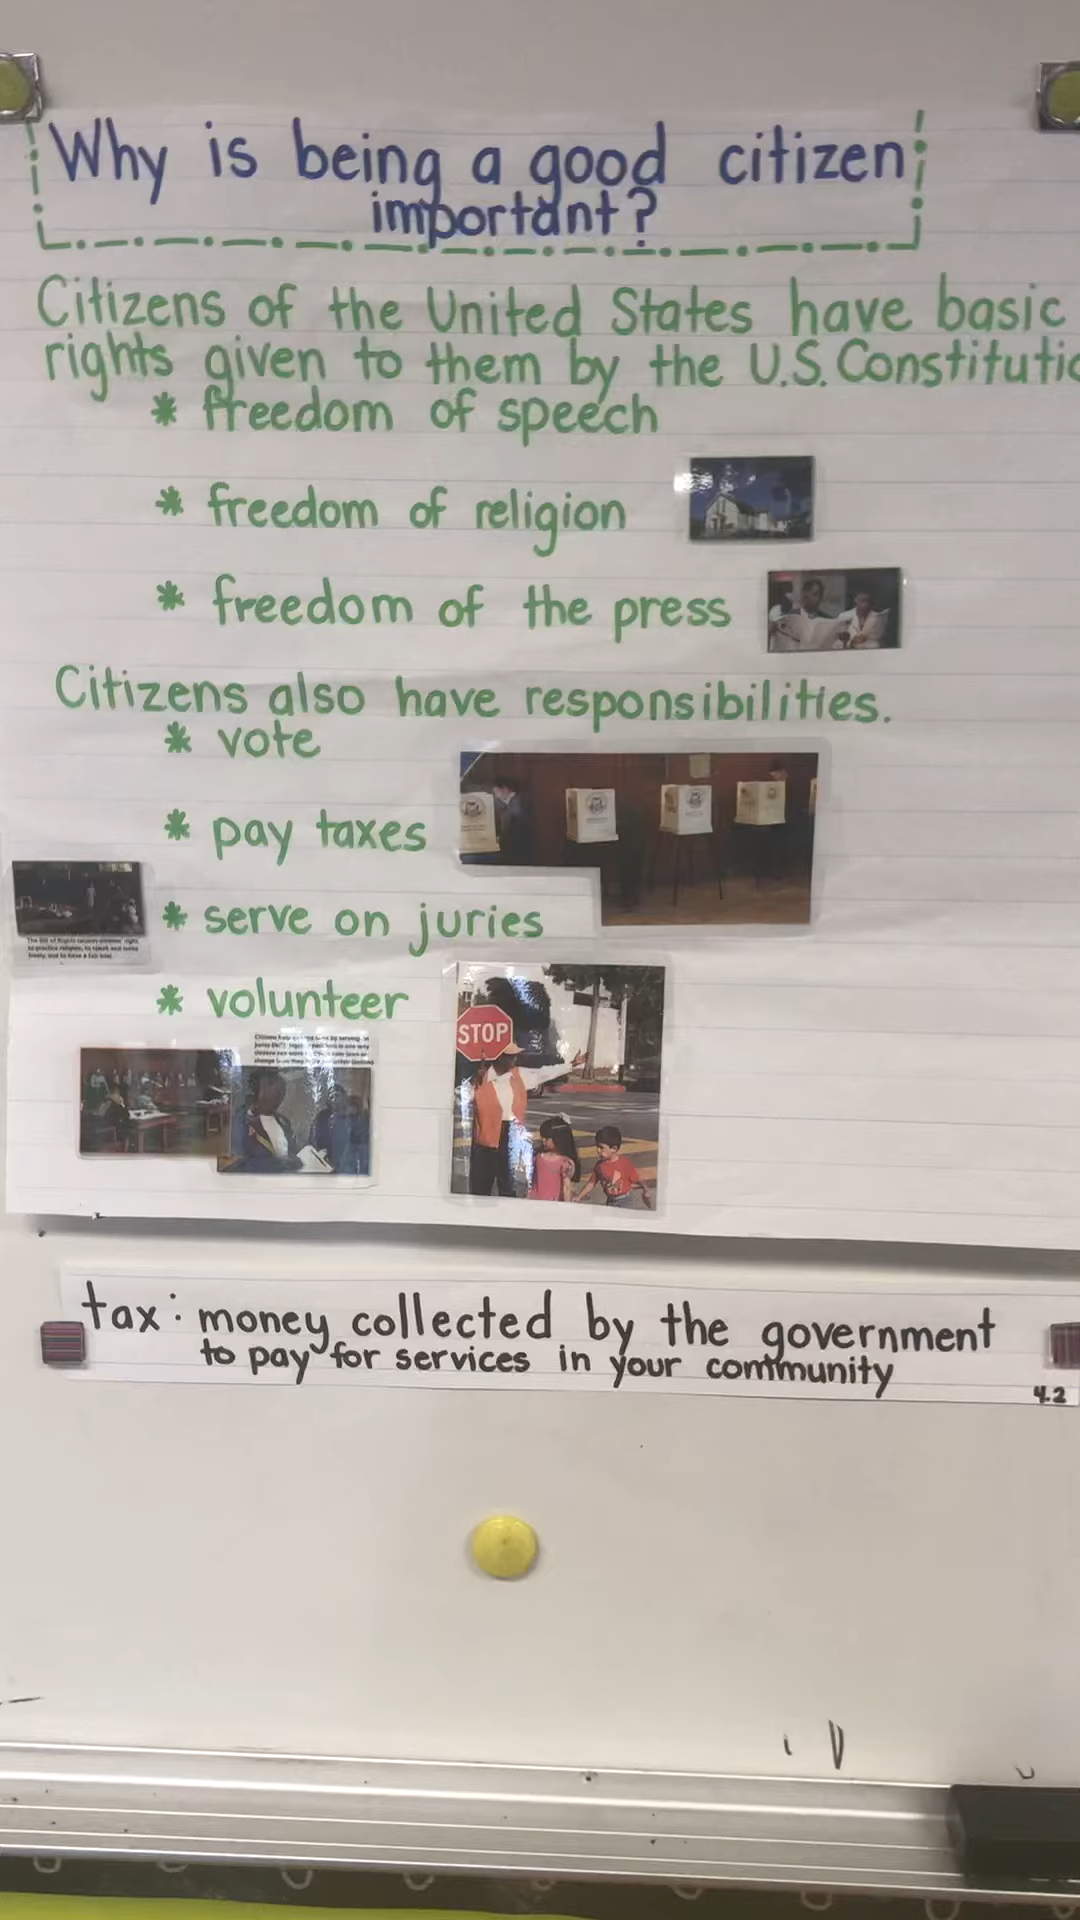 Why is being a good citizen
important?
Citizens of the United States have basic
rights given to them by the U.S. Constitutio
* freedom of speech
* freedom of religion
* freedom of the press
Citizens also have responsibilities.
* vote
* pay taxes
* serve on juries
* volunteer
STOP
tax: money collected by the government
to pay for services in your community
4.2